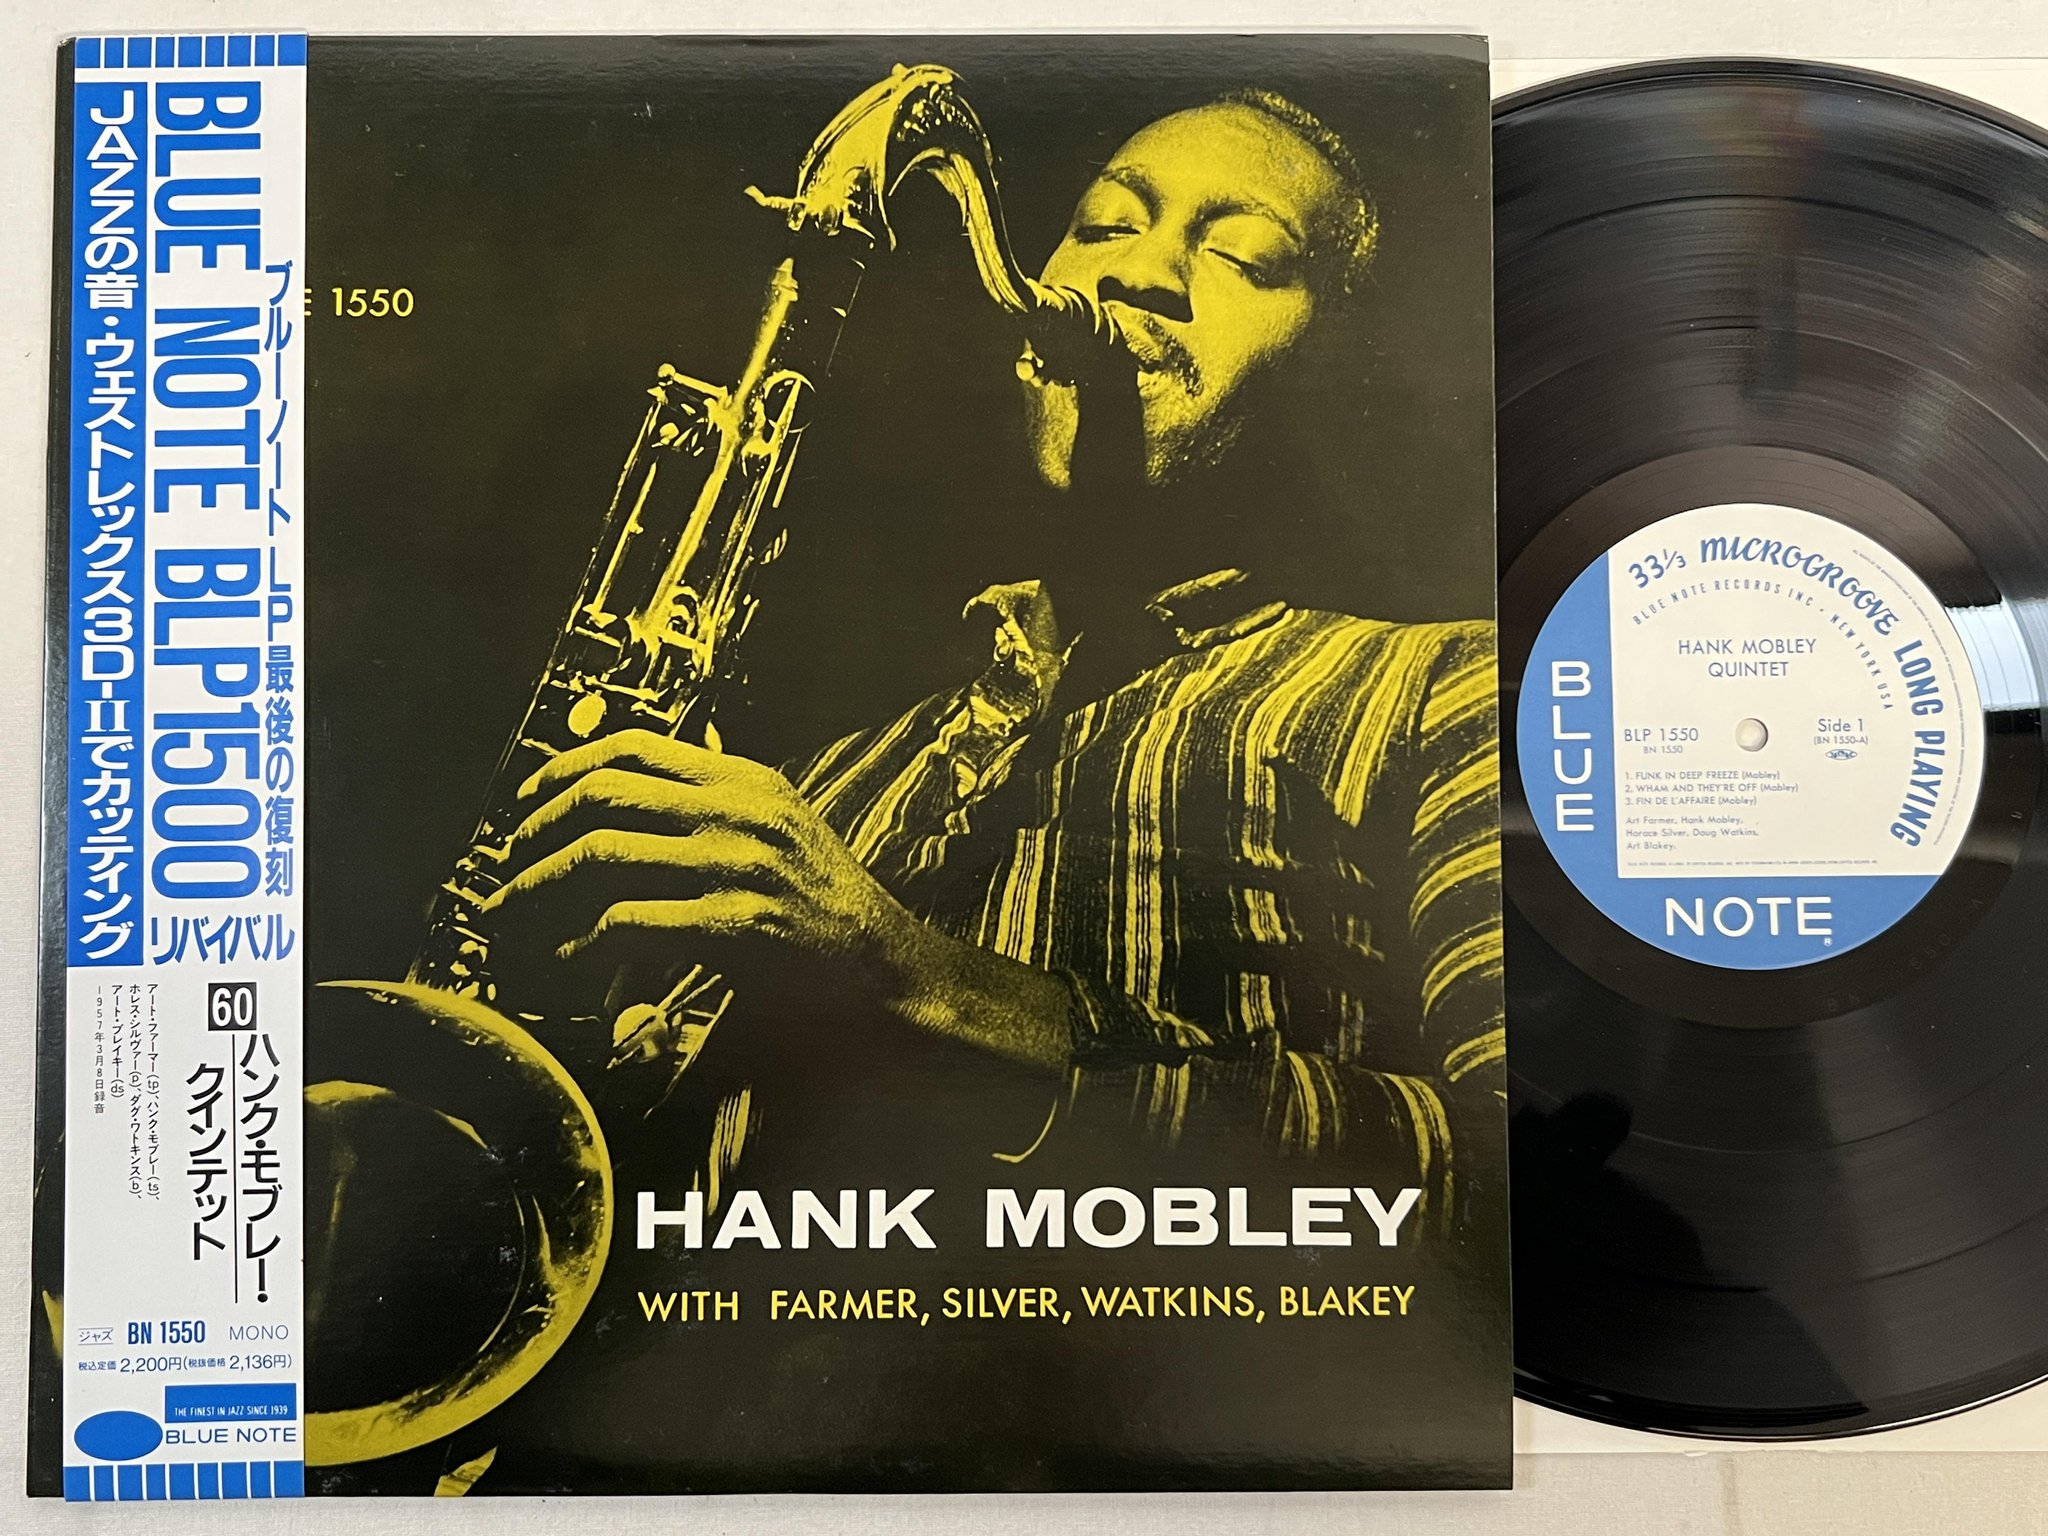 ブルーノートLP最後の復刻
BLUE NOTE BLP1500
リバイバル
JAZZの音・ウェストレックス3D-IIでカッティング
60
ハンク・モブレー!
クインテット
アート・ファーマー(tp)、ハンク・モブレー(ts)、
ホレス・シルヴァー(p)、ダグ・ワトキンス(b)、
アート・ブレイキー(ds)
1957年3月8日録音
ジャズ BN 1550 MONO
税込定価2,200円(税抜価格2,136円)
THE FINEST IN JAZZ SINCE 1939
BLUE NOTE
E 1550
HANK MOBLEY
WITH FARMER, SILVER, WATKINS, BLAKEY
33 1/3 MICROGROOVE LONG PLAYING
BLUE NOTE RECORDS INC • NEW YORK USA
HANK MOBLEY
QUINTET
BLP 1550
BN 1550
Side 1
(BN 1550-A)
1. FUNK IN DEEP FREEZE (Mobley)
2. WHAM AND THEY'RE OFF (Mobley)
3. FIN DE L'AFFAIRE (Mobley)
Art Farmer, Hank Mobley,
Horace Silver, Doug Watkins,
Art Blakey.
BLUE
NOTE®